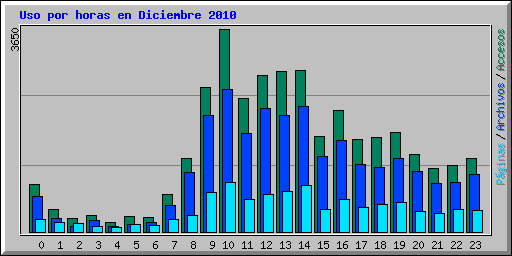 Uso por horas en Diciembre 2010
3650
Páginas / Archivos / Accesos
0 1 2 3 4 5 6 7 8 9 10 11 12 13 14 15 16 17 18 19 20 21 22 23